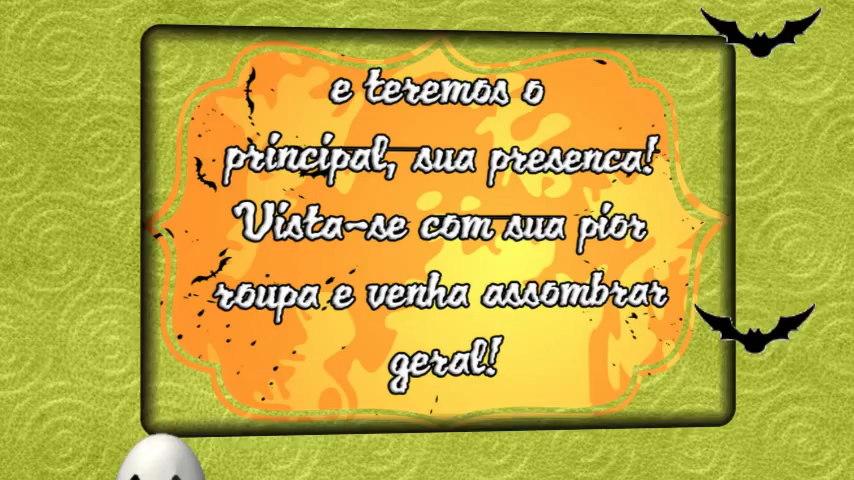 e teremos o
principal, sua presenca!
Vista-se com sua pior
roupa e venha assombrar
geral!